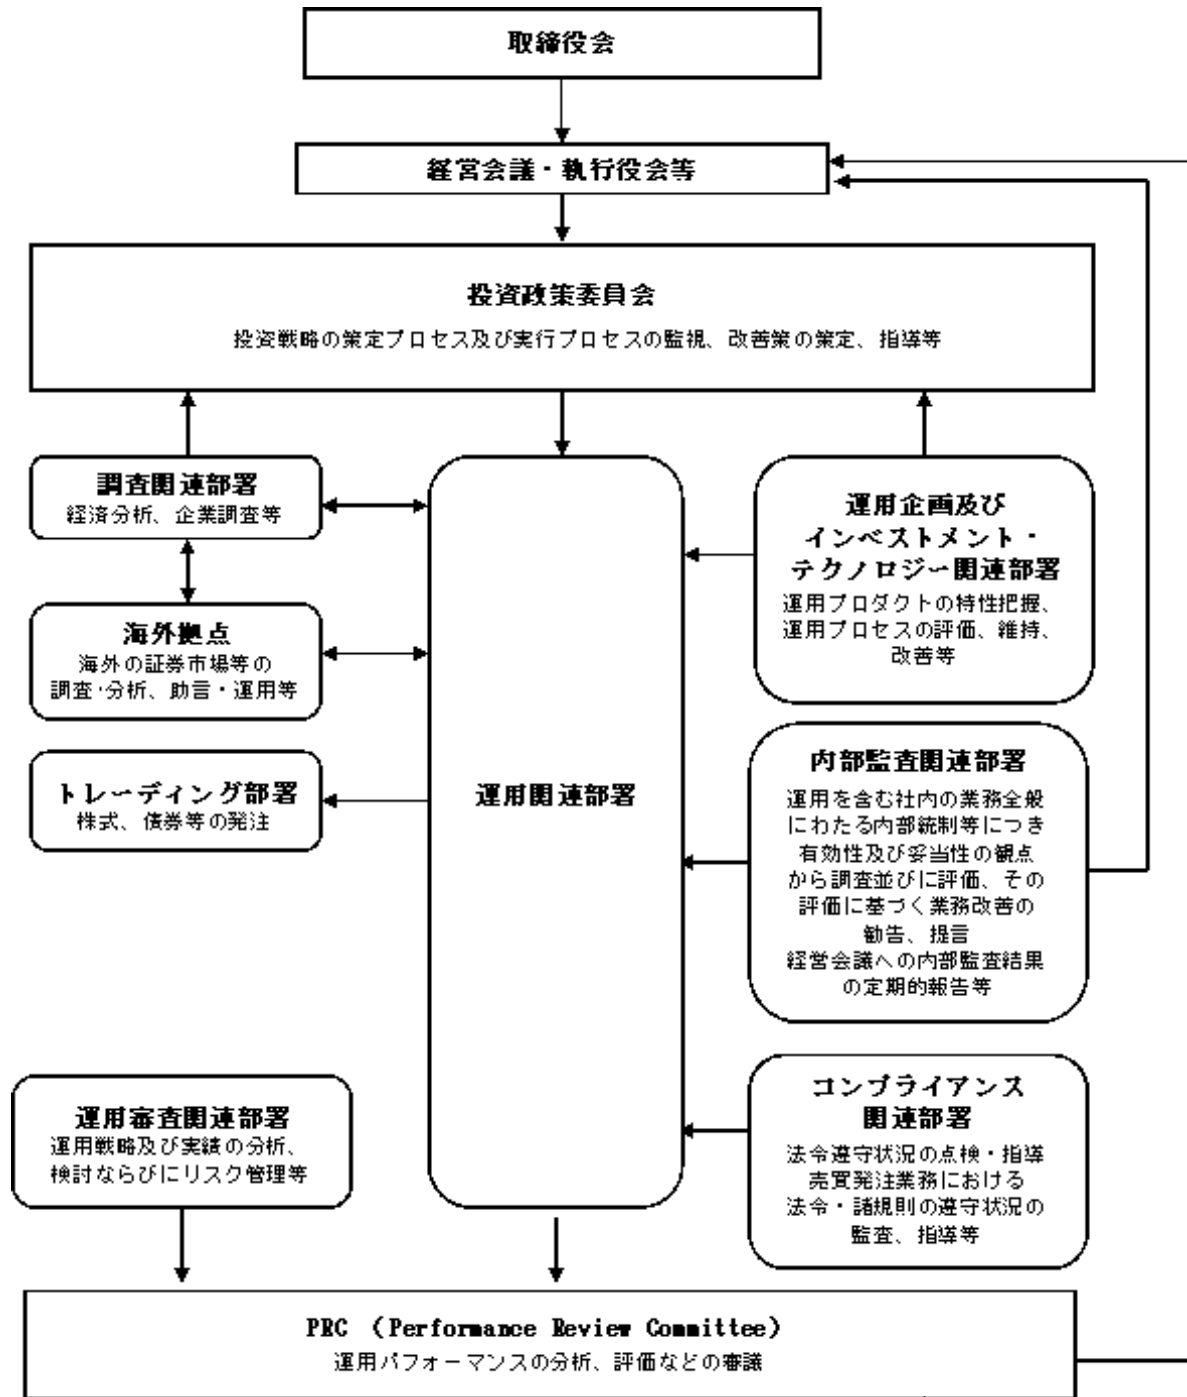 取締役会
経営会議・執行役会等
投資政策委員会
投資戦略の策定プロセス及び実行プロセスの監視、改善策の策定、指導等
調査関連部署
経済分析、企業調査等
海外拠点
海外の証券市場等の
調査・分析、助言・運用等
トレーディング部署
株式、債券等の発注
運用関連部署
運用企画及び
インベストメント・
テクノロジー関連部署
運用プロダクトの特性把握、
運用プロセスの評価、維持、
改善等
内部監査関連部署
運用を含む社内の業務全般
にわたる内部統制等につき
有効性及び妥当性の観点
から調査並びに評価、その
評価に基づく業務改善の
勧告、提言
経営会議への内部監査結果
の定期的報告等
コンプライアンス
関連部署
法令遵守状況の点検・指導
売買発注業務における
法令・諸規則の遵守状況の
監査、指導等
運用審査関連部署
運用戦略及び実績の分析、
検討ならびにリスク管理等
PRC （Performance Review Committee）
運用パフォーマンスの分析、評価などの審議